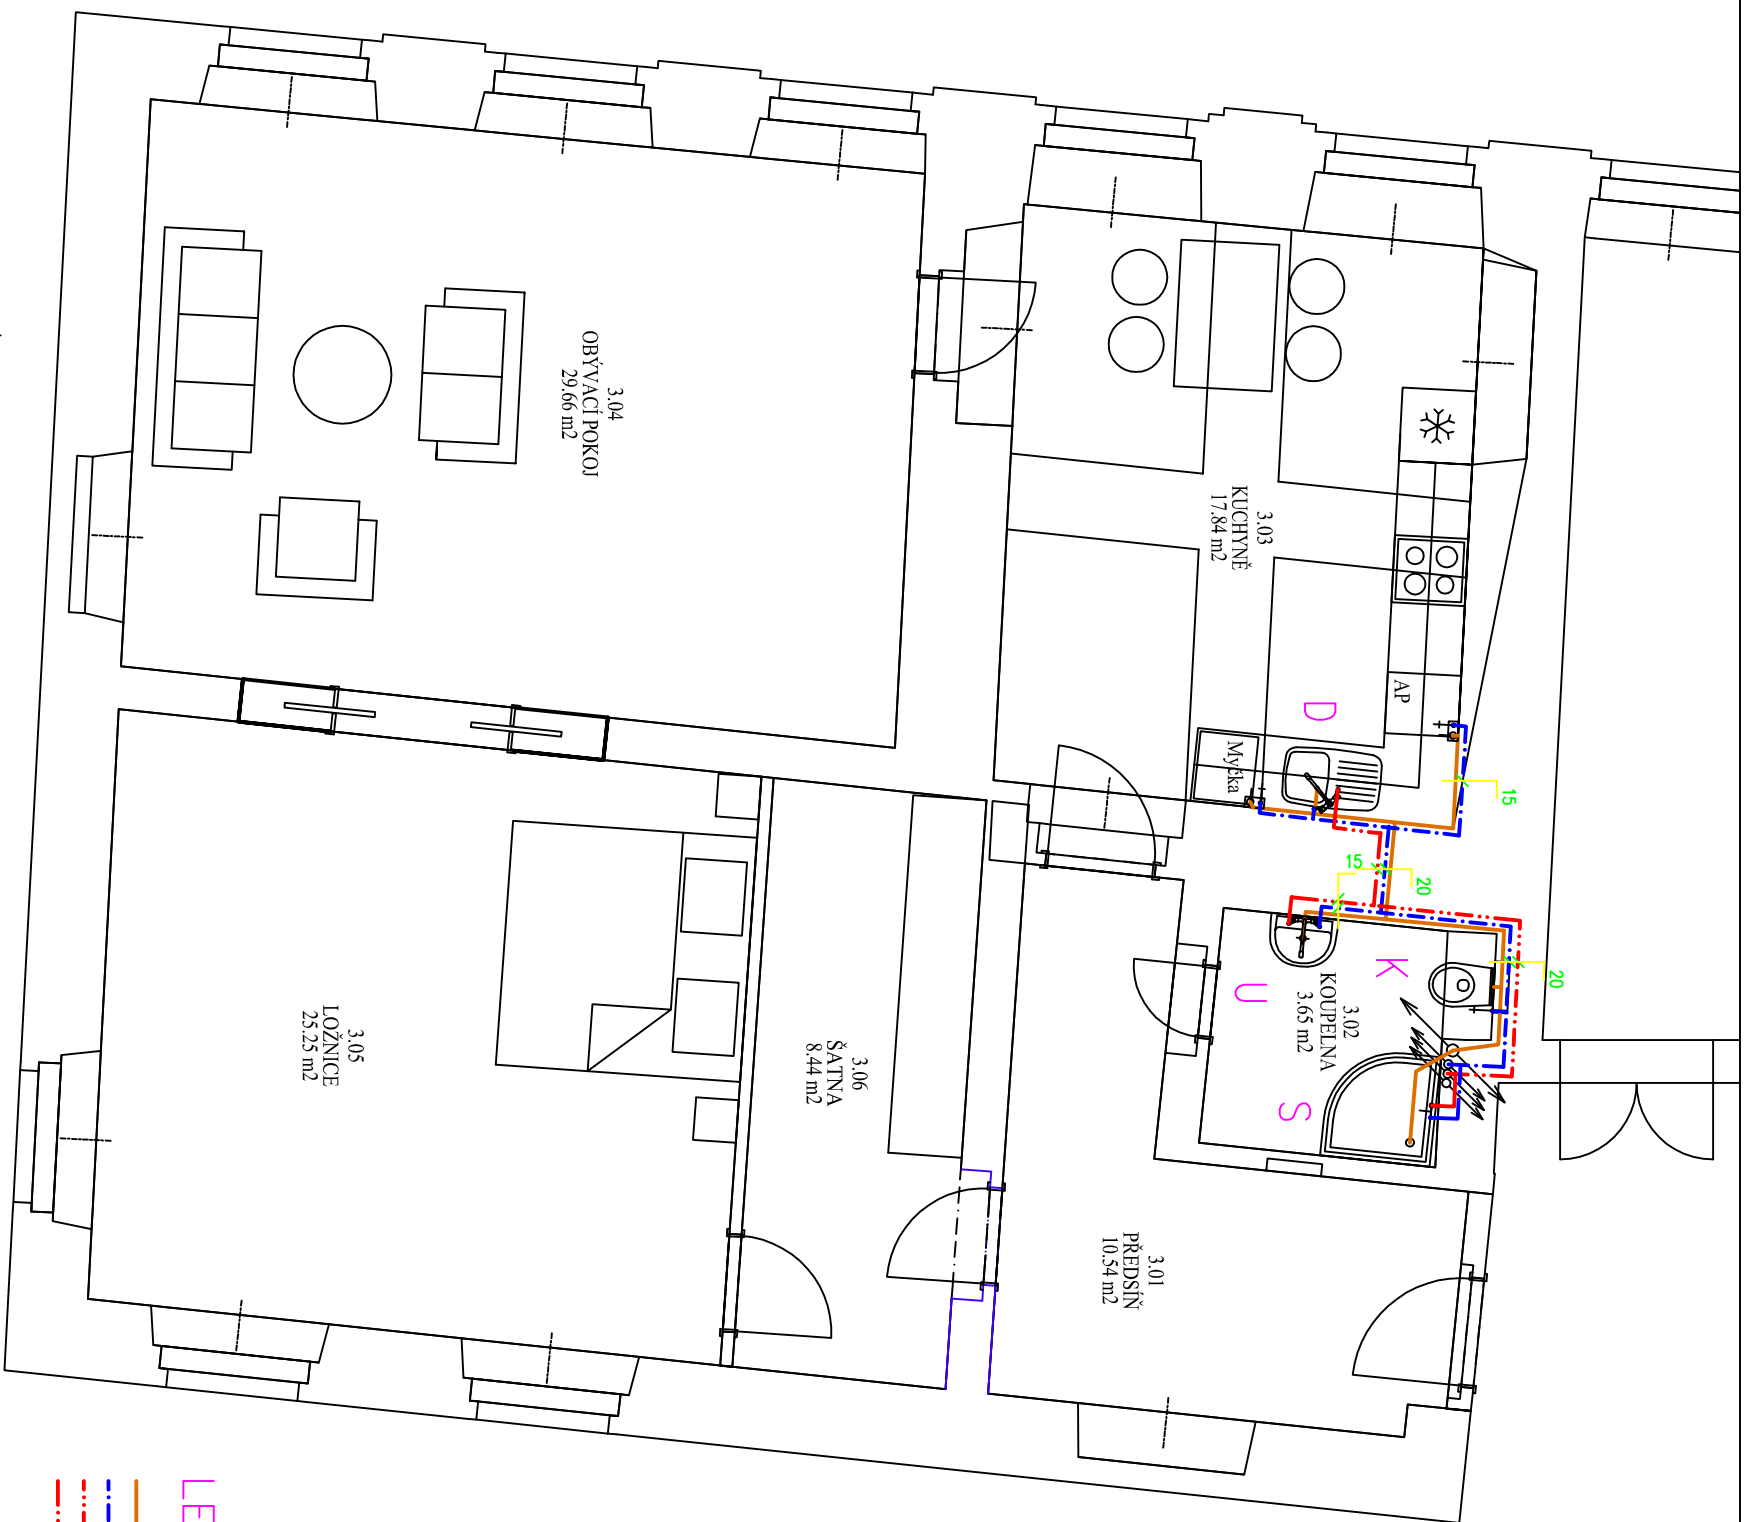 3.04
OBÝVACÍ POKOJ
29.66 m2
3.03
KUCHYNĚ
17.84 m2
AP
D
Myčka
15
15
20
20
K
U
S
3.02
KOUPELNA
3.65 m2
3.05
LOŽNICE
25.25 m2
3.06
ŠATNA
8.44 m2
3.01
PŘEDSÍŇ
10.54 m2
LE